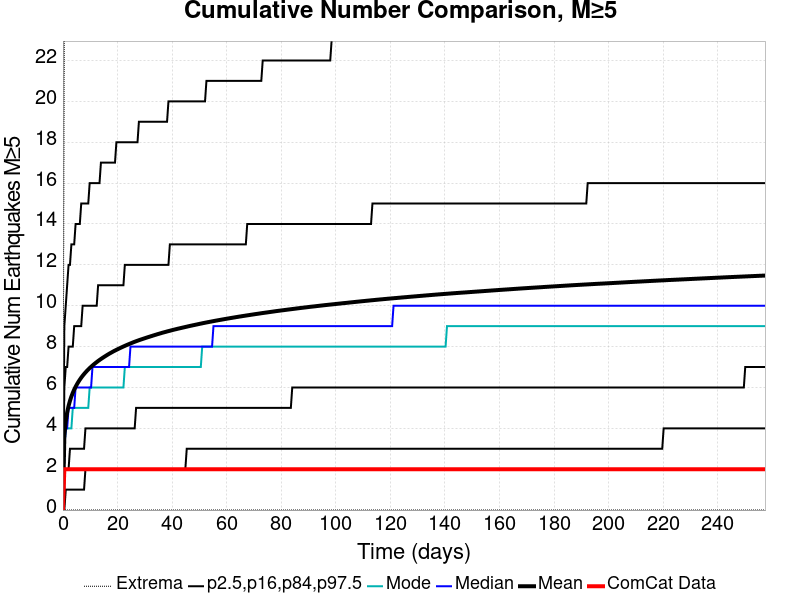 Cumulative Number Comparison, M≥5
Cumulative Num Earthquakes M≥5
22
20
18
16
14
12
10
8
6
4
2
0
0 20 40 60 80 100 120 140 160 180 200 220 240
Time (days)
Extrema p2.5,p16,p84,p97.5 Mode Median Mean ComCat Data